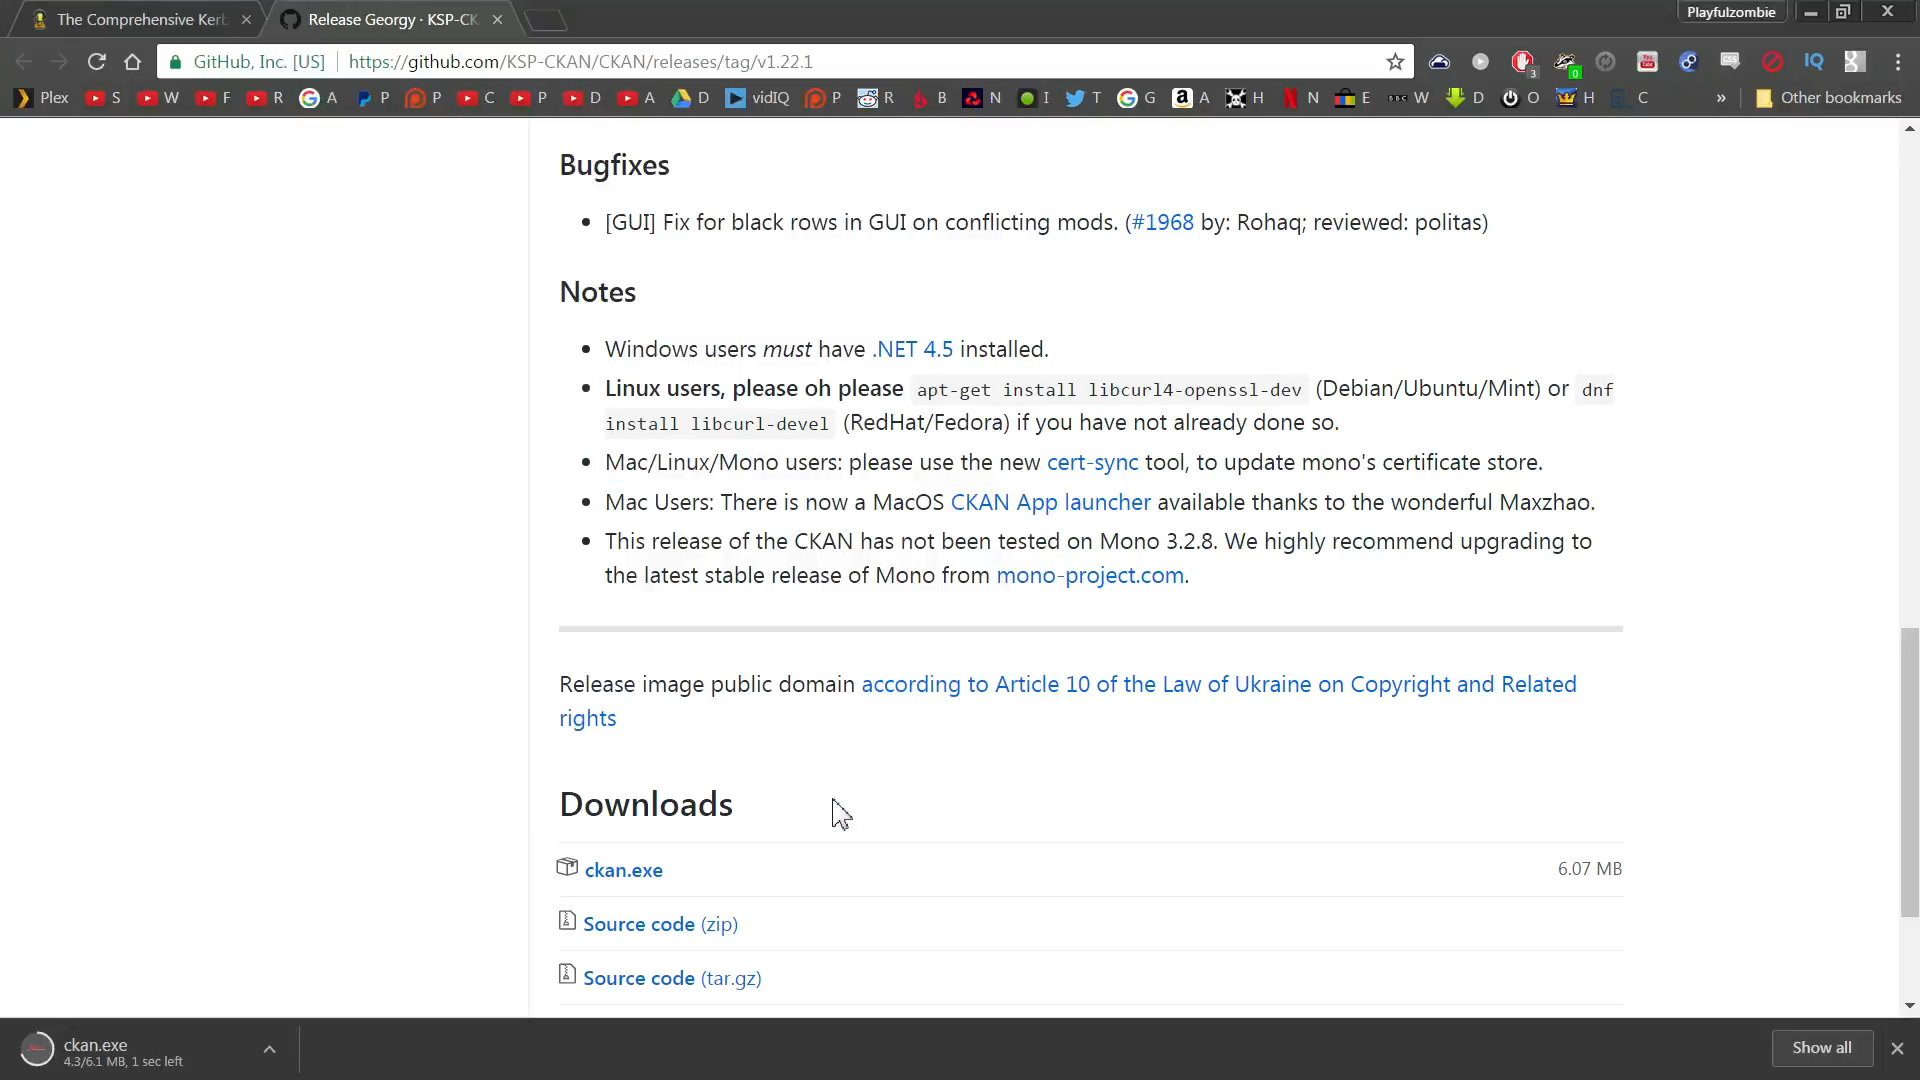 The Comprehensive Kerb
Release Georgy · KSP-CK
Playfulzombie
GitHub, Inc. [US]
https://github.com/KSP-CKAN/CKAN/releases/tag/v1.22.1
3
0
IQ
Plex S W F R A P P C P D A D vidIQ P R B N I T G A H N E W D O H C » Other bookmarks
Bugfixes
• [GUI] Fix for black rows in GUI on conflicting mods. (#1968 by: Rohaq; reviewed: politas)
Notes
• Windows users must have .NET 4.5 installed.
• Linux users, please oh please apt-get install libcurl4-openssl-dev (Debian/Ubuntu/Mint) or dnf
install libcurl-devel (RedHat/Fedora) if you have not already done so.
• Mac/Linux/Mono users: please use the new cert-sync tool, to update mono's certificate store.
• Mac Users: There is now a MacOS CKAN App launcher available thanks to the wonderful Maxzhao.
• This release of the CKAN has not been tested on Mono 3.2.8. We highly recommend upgrading to
the latest stable release of Mono from mono-project.com.
Release image public domain according to Article 10 of the Law of Ukraine on Copyright and Related
rights
Downloads
ckan.exe 6.07 MB
Source code (zip)
Source code (tar.gz)
ckan.exe
4.3/6.1 MB, 1 sec left
Show all